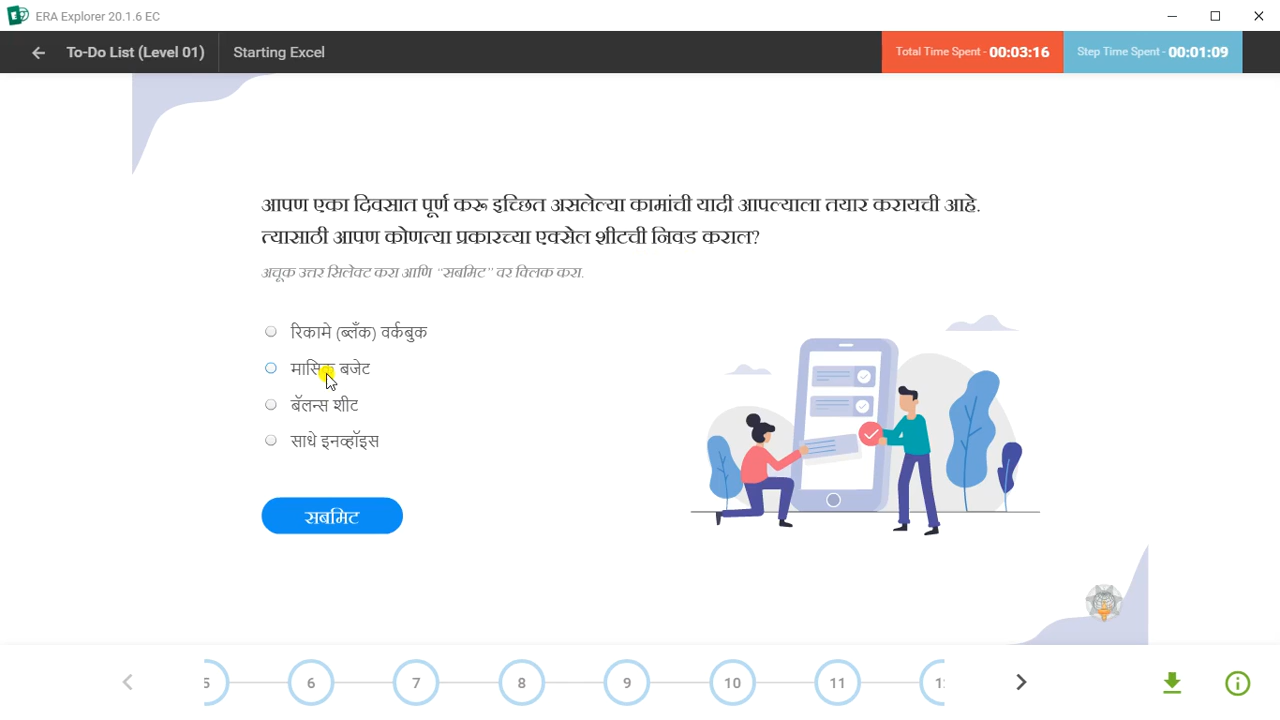 ERA Explorer 20.1.6 EC
To-Do List (Level 01)
Starting Excel
Total Time Spent - 00:03:16
Step Time Spent - 00:01:09
आपण एका दिवसात पूर्ण करू इच्छित असलेल्या कामांची यादी आपल्याला तयार करायची आहे.
त्यासाठी आपण कोणत्या प्रकारच्या एक्सेल शीटची निवड कराल?
अचूक उत्तर सिलेक्ट करा आणि “सबमिट” वर क्लिक करा.
रिकामे (ब्लँक) वर्कबुक
मासिक बजेट
बॅलन्स शीट
साधे इनव्हॉइस
सबमिट
5 6 7 8 9 10 11